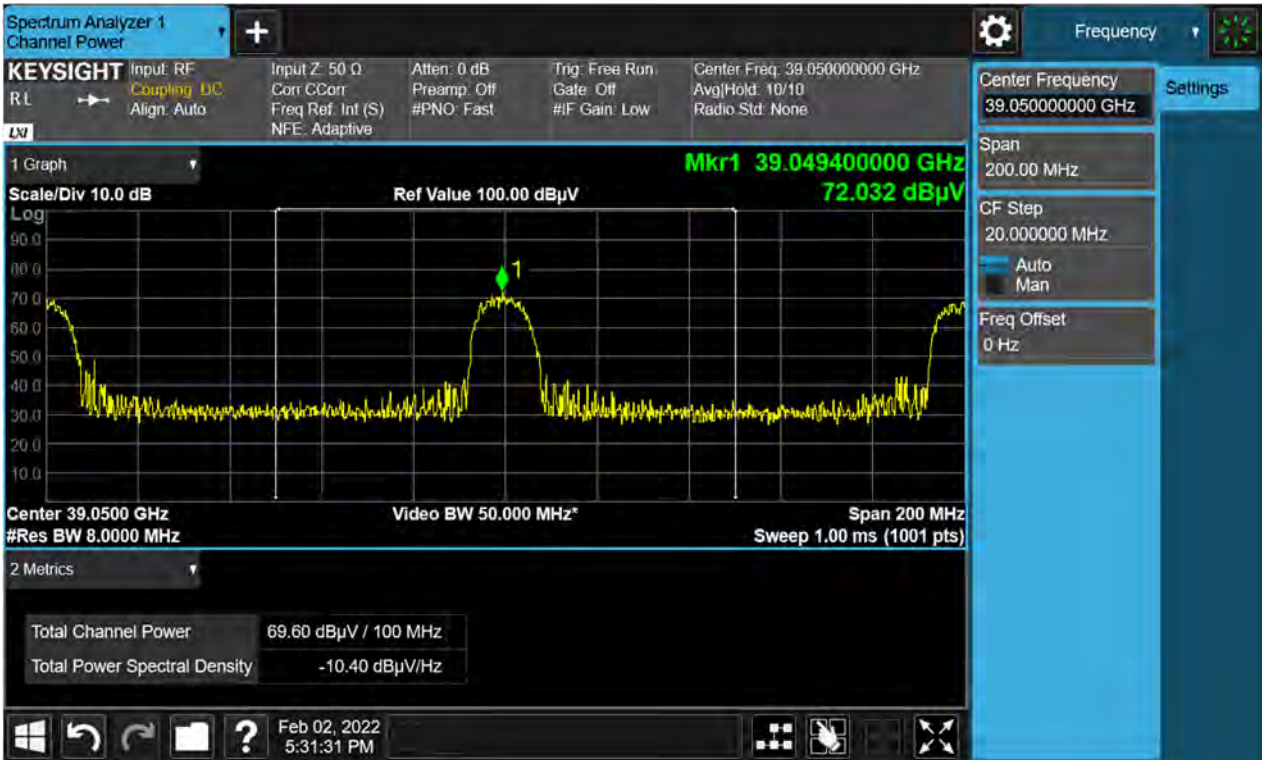 Spectrum Analyzer 1
Channel Power
+
Frequency
KEYSIGHT
R L
LXI
Input: RF
Coupling: DC
Align: Auto
Input Z: 50 Ω
Corr CCorr
Freq Ref: Int (S)
NFE: Adaptive
Atten: 0 dB
Preamp: Off
#PNO: Fast
Trig: Free Run
Gate: Off
#IF Gain: Low
Center Freq: 39.050000000 GHz
Avg|Hold: 10/10
Radio Std: None
Center Frequency
39.050000000 GHz
Settings
Span
200.00 MHz
CF Step
20.000000 MHz
Auto
Man
Freq Offset
0 Hz
1 Graph
Mkr1 39.049400000 GHz
72.032 dBµV
Scale/Div 10.0 dB
Ref Value 100.00 dBµV
Log
90.0
80.0
70.0
60.0
50.0
40.0
30.0
20.0
10.0
1
Center 39.0500 GHz
Video BW 50.000 MHz*
Span 200 MHz
#Res BW 8.0000 MHz
Sweep 1.00 ms (1001 pts)
2 Metrics
Total Channel Power 69.60 dBµV / 100 MHz
Total Power Spectral Density -10.40 dBµV/Hz
?
Feb 02, 2022
5:31:31 PM